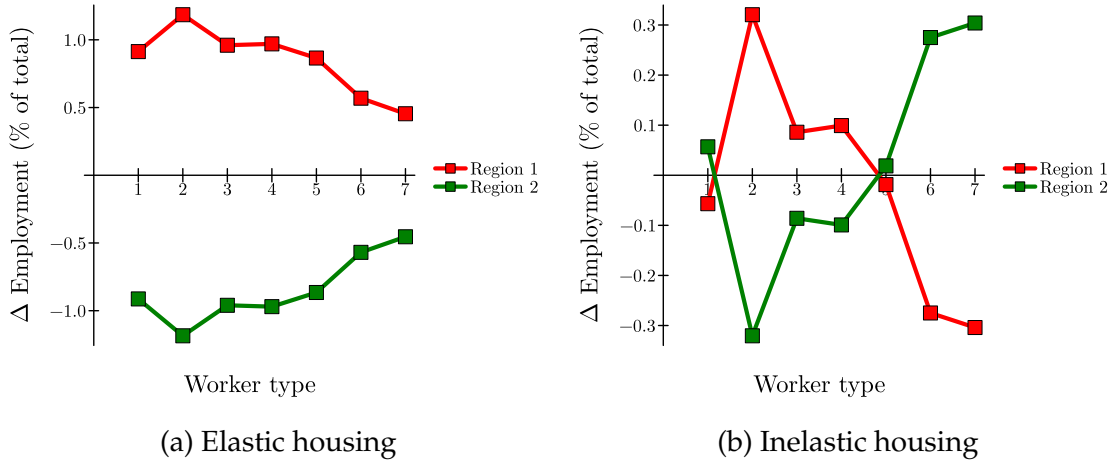 Δ Employment (% of total)
1.0
0.5
−0.5
−1.0
1 2 3 4 5 6 7
Region 1
Region 2
Worker type
(a) Elastic housing
Δ Employment (% of total)
0.3
0.2
0.1
−0.1
−0.2
−0.3
1 2 3 4 5 6 7
Region 1
Region 2
Worker type
(b) Inelastic housing